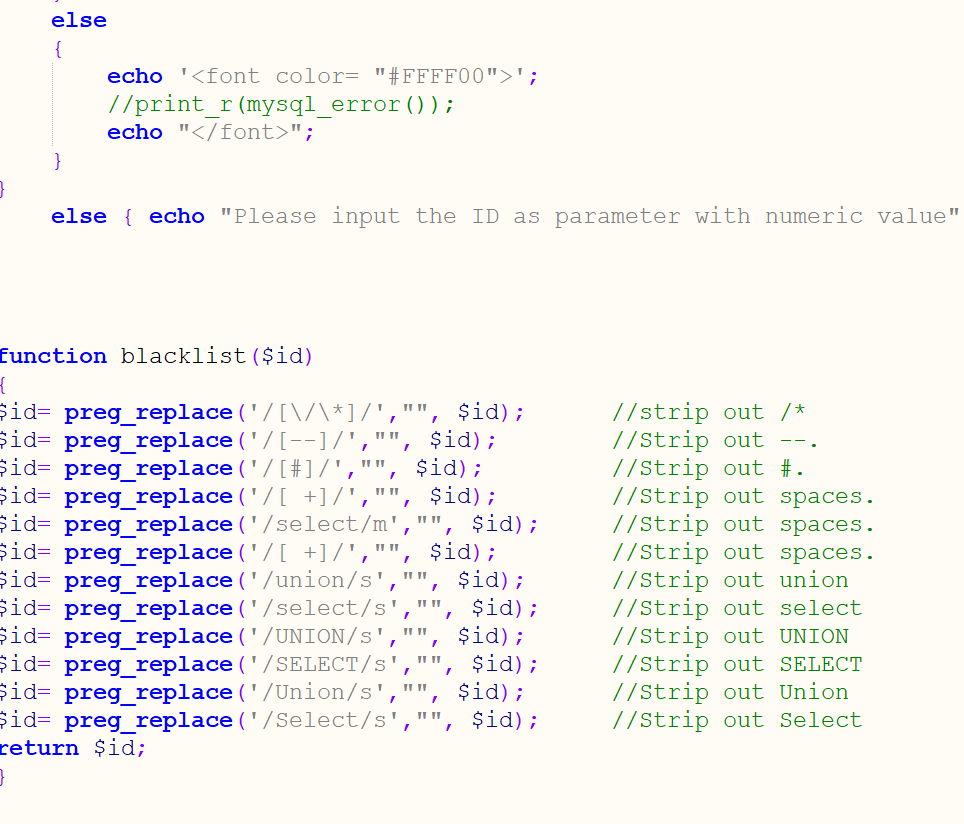 else
{
echo '<font color= "#FFFF00">';
//print_r(mysql_error());
echo "</font>";
}
}
else { echo "Please input the ID as parameter with numeric value"
function blacklist($id)
{
$id= preg_replace('/[\/\*]/',"", $id); //strip out /*
$id= preg_replace('/[--]/',"", $id); //Strip out --.
$id= preg_replace('/[#]/',"", $id); //Strip out #.
$id= preg_replace('/[ +]/',"", $id); //Strip out spaces.
$id= preg_replace('/select/m',"", $id); //Strip out spaces.
$id= preg_replace('/[ +]/',"", $id); //Strip out spaces.
$id= preg_replace('/union/s',"", $id); //Strip out union
$id= preg_replace('/select/s',"", $id); //Strip out select
$id= preg_replace('/UNION/s',"", $id); //Strip out UNION
$id= preg_replace('/SELECT/s',"", $id); //Strip out SELECT
$id= preg_replace('/Union/s',"", $id); //Strip out Union
$id= preg_replace('/Select/s',"", $id); //Strip out Select
return $id;
}